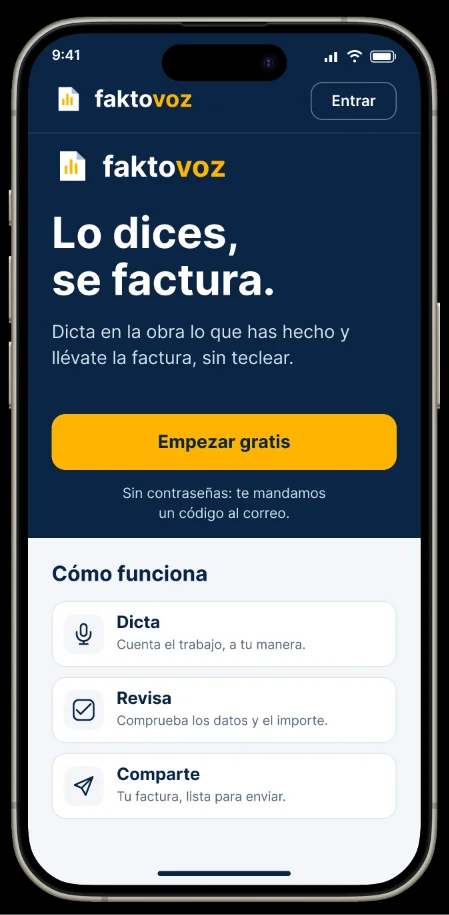 9:41
faktovoz
Entrar
faktovoz
Lo dices,
se factura.
Dicta en la obra lo que has hecho y
llévate la factura, sin teclear.
Empezar gratis
Sin contraseñas: te mandamos
un código al correo.
Cómo funciona
Dicta
Cuenta el trabajo, a tu manera.
Revisa
Comprueba los datos y el importe.
Comparte
Tu factura, lista para enviar.